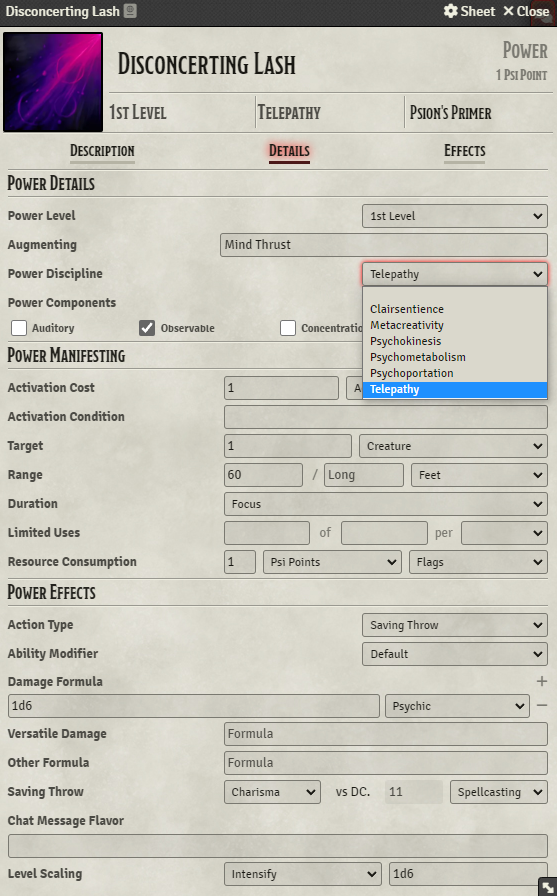 Disconcerting Lash Sheet Close
Disconcerting Lash
Power
1 Psi Point
1st Level Telepathy Psion's Primer
Description Details Effects
Power Details
Power Level 1st Level
Augmenting Mind Thrust
Power Discipline Telepathy
Clairsentience
Metacreativity
Psychokinesis
Psychometabolism
Psychoportation
Telepathy
Power Components
Auditory Observable Concentratio
Power Manifesting
Activation Cost 1 A
Activation Condition
Target 1 Creature
Range 60 / Long Feet
Duration Focus
Limited Uses of per
Resource Consumption 1 Psi Points Flags
Power Effects
Action Type Saving Throw
Ability Modifier Default
Damage Formula +
1d6 Psychic −
Versatile Damage Formula
Other Formula Formula
Saving Throw Charisma vs DC. 11 Spellcasting
Chat Message Flavor
Level Scaling Intensify 1d6